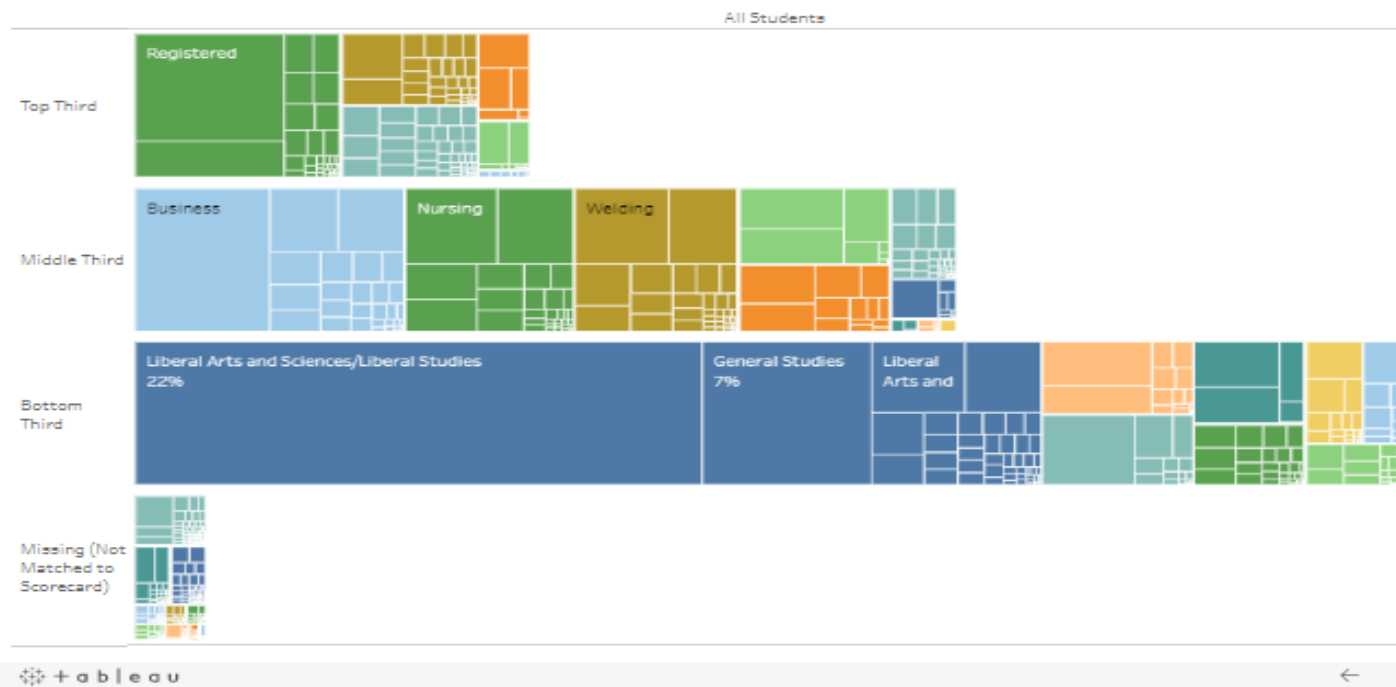 All Students
Top Third
Registered
Middle Third
Business
Nursing
Welding
Bottom
Third
Liberal Arts and Sciences/Liberal Studies
22%
General Studies
7%
Liberal
Arts and
Missing (Not
Matched to
Scorecard)
+ a b l e a u